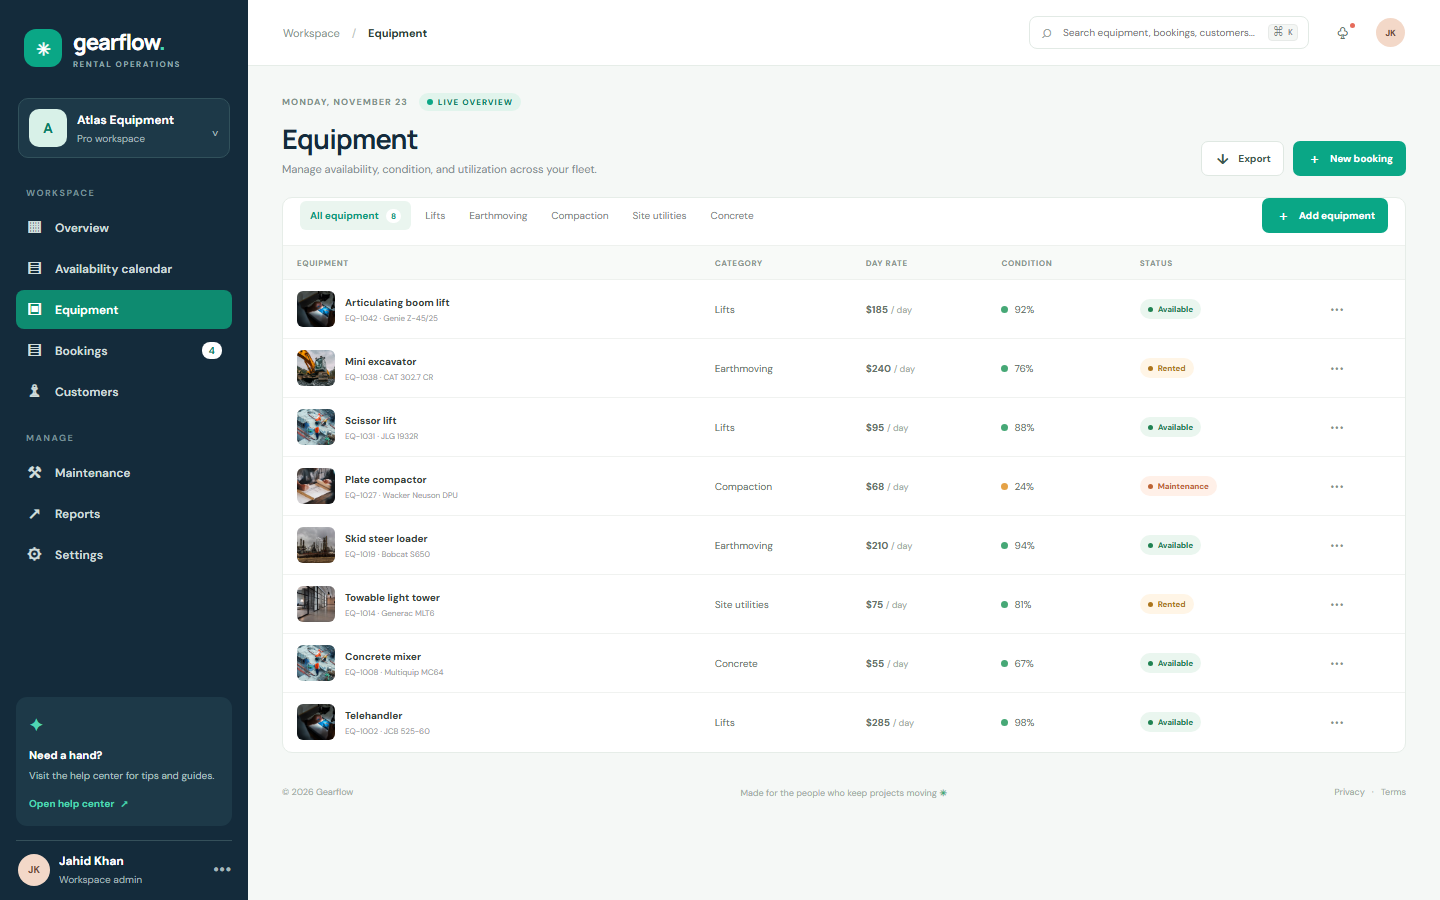 gearflow.
RENTAL OPERATIONS
A
Atlas Equipment
Pro workspace
WORKSPACE
Overview
Availability calendar
Equipment
Bookings 4
Customers
MANAGE
Maintenance
Reports
Settings
Need a hand?
Visit the help center for tips and guides.
Open help center ↗
JK
Jahid Khan
Workspace admin
Workspace / Equipment
Search equipment, bookings, customers... ⌘ K
JK
MONDAY, NOVEMBER 23
LIVE OVERVIEW
Equipment
Manage availability, condition, and utilization across your fleet.
Export
+ New booking
All equipment 8
Lifts
Earthmoving
Compaction
Site utilities
Concrete
+ Add equipment
EQUIPMENT CATEGORY DAY RATE CONDITION STATUS
Articulating boom lift
EQ-1042 · Genie Z-45/25
Lifts $185 / day 92% Available
Mini excavator
EQ-1038 · CAT 302.7 CR
Earthmoving $240 / day 76% Rented
Scissor lift
EQ-1031 · JLG 1932R
Lifts $95 / day 88% Available
Plate compactor
EQ-1027 · Wacker Neuson DPU
Compaction $68 / day 24% Maintenance
Skid steer loader
EQ-1019 · Bobcat S650
Earthmoving $210 / day 94% Available
Towable light tower
EQ-1014 · Generac MLT6
Site utilities $75 / day 81% Rented
Concrete mixer
EQ-1008 · Multiquip MC64
Concrete $55 / day 67% Available
Telehandler
EQ-1002 · JCB 525-60
Lifts $285 / day 98% Available
© 2026 Gearflow
Made for the people who keep projects moving ✳
Privacy · Terms